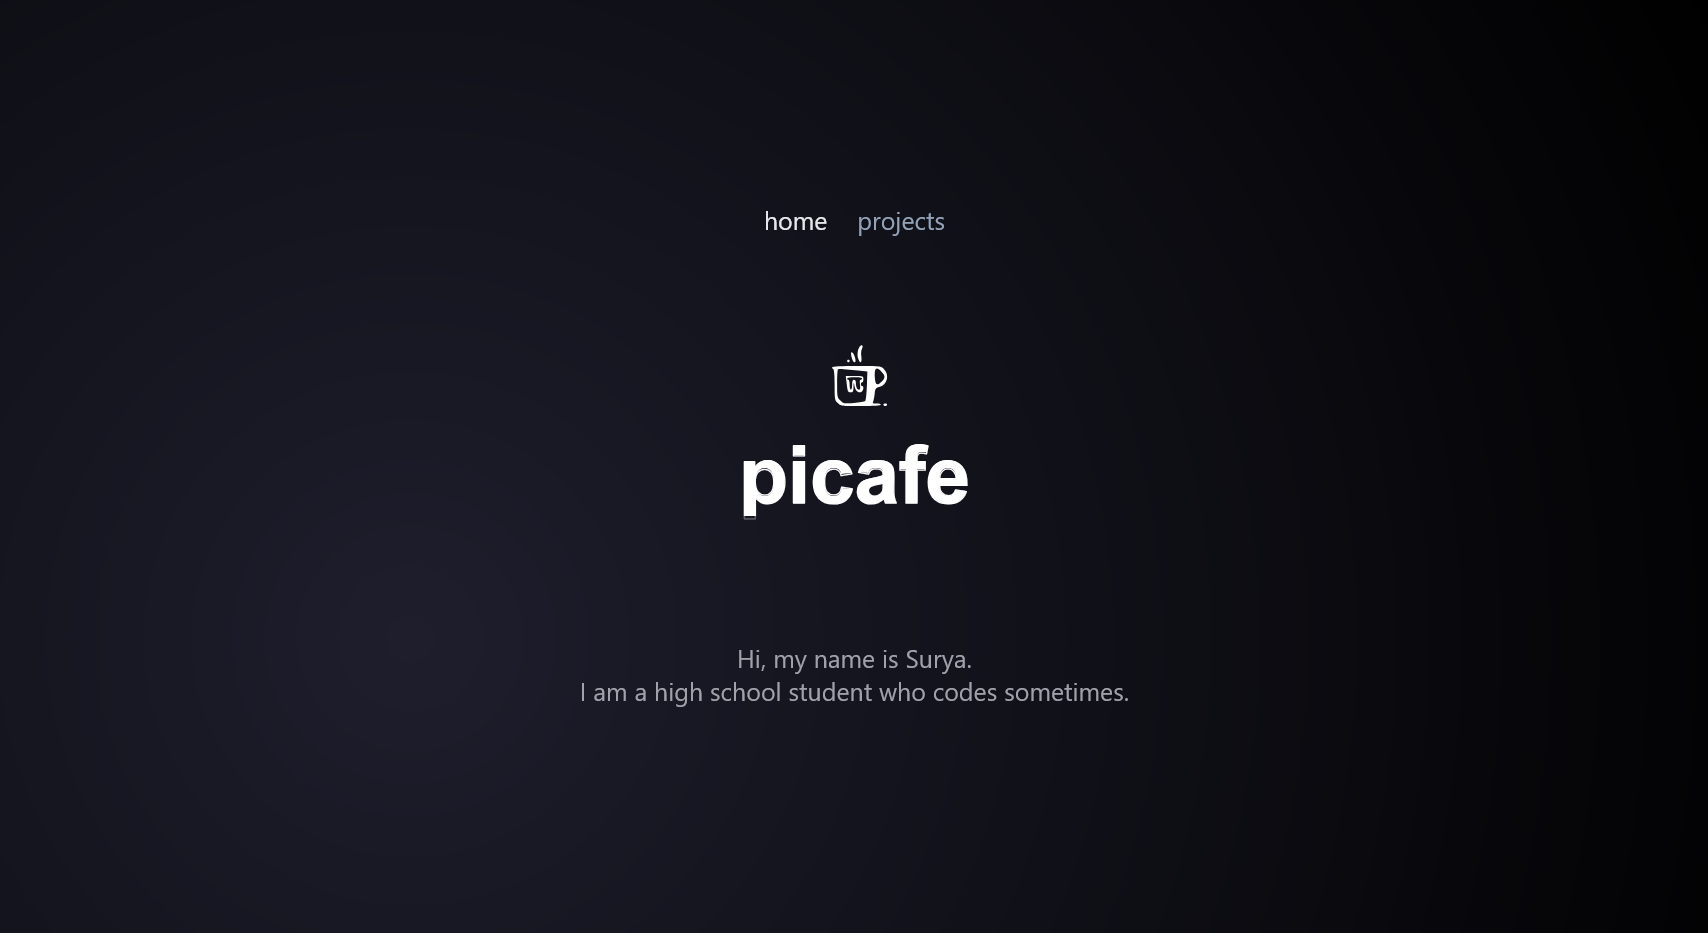 home projects
picafe
Hi, my name is Surya.
I am a high school student who codes sometimes.